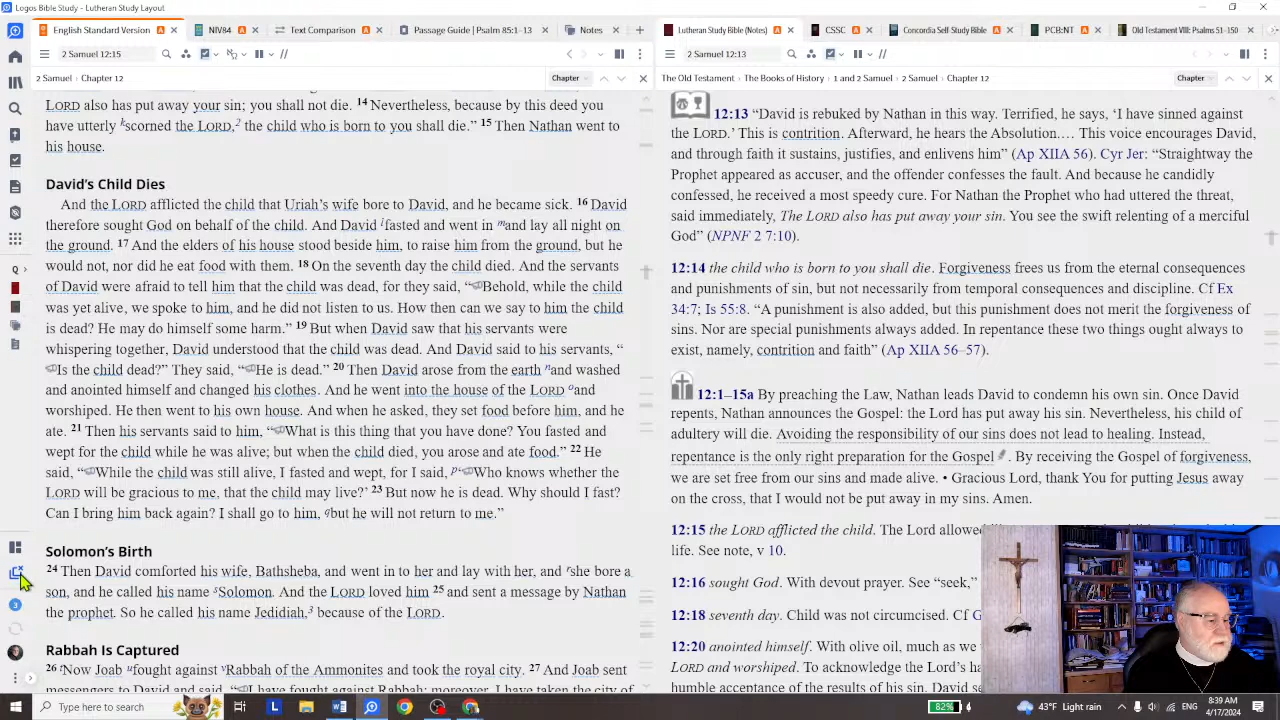 Logos Bible Study - Lutheran Study Layout
English Standard Version A
NIV84 A
Text Comparison A
Passage Guide | Psalm 85:1–13
Notes
Lutheran Study Bible (Notes) A
CSSC A
Concordia Self-Study Bible A
PCB:NT A
Old Testament VIII: Psalms 51–150
2 Samuel 12:15
2 Samuel 12:13
2 Samuel › Chapter 12
Chapter
The Old Testament › The Books of History › 1 and 2 Samuel › 2 Samuel › Chapter 12
Chapter
LORD also has put away your sin; you shall not die. 14 Nevertheless, because by this deed you
have utterly scorned the LORD,2 the child who is born to you shall die.” 15 Then Nathan went to
his house.
David’s Child Dies
And the LORD afflicted the child that Uriah’s wife bore to David, and he became sick. 16 David
therefore sought God on behalf of the child. And David lfasted and went in mand lay all night on
the ground. 17 And the elders of his house stood beside him, to raise him from the ground, but he
would not, nor did he eat food with them. 18 On the seventh day the child died. And the servants
of David were afraid to tell him that the child was dead, for they said, “Behold, while the child
was yet alive, we spoke to him, and he did not listen to us. How then can we say to him the child
is dead? He may do himself some harm.” 19 But when David saw that his servants were
whispering together, David understood that the child was dead. And David said to his servants, “
Is the child dead?” They said, “He is dead.” 20 Then David arose from the earth nand washed
and anointed himself and changed his clothes. And he went into the house of the LORD oand
worshiped. He then went to his own house. And when he asked, they set food before him, and he
ate. 21 Then his servants said to him, “What is this thing that you have done? You fasted and
wept for the child while he was alive; but when the child died, you arose and ate food.” 22 He
said, “While the child was still alive, I fasted and wept, for I said, p‘Who knows whether the
LORD will be gracious to me, that the child may live?’ 23 But now he is dead. Why should I fast?
Can I bring him back again? I shall go to him, qbut he will not return to me.”
Solomon’s Birth
24 Then David comforted his wife, Bathsheba, and went in to her and lay with her, and rshe bore a
son, and he called his name sSolomon. And the LORD loved him 25 and sent a message by Nathan
the prophet. So he called his name Jedidiah,3 because of the LORD.
Rabbah Is Captured
26 tNow Joab ufought against vRabbah of the Ammonites and took the royal city. 27 And Joab sent
messengers to David and said, “I have fought against Rabbah; moreover, I have taken the city of
12:13 “David is rebuked by Nathan in this way. Terrified, he says, ‘I have sinned against
the LORD.’ This is contrition. Afterward, he hears the Absolution.… This voice encourages David,
and through faith it sustains, justifies, and enlivens him” (Ap XIIA 56). Cyr Jer: “Straightway the
Prophet appeared as accuser, and the offender confesses the fault. And because he candidly
confessed, he received a most speedy cure. For Nathan the Prophet who had uttered the threat,
said immediately, The LORD also has put away your sin. You see the swift relenting of a merciful
God” (NPNF 2 7:10).
12:14 the child who is born to you shall die. Forgiveness frees us from the eternal consequences
and punishments of sin, but not necessarily from temporal consequences and discipline. Cf Ex
34:7; Is 55:8. “A punishment is also added, but this punishment does not merit the forgiveness of
sins. Nor are special punishments always added. In repentance these two things ought always to
exist, namely, contrition and faith” (Ap XIIA 56–57).
12:1–15a By preaching the Law, Nathan leads David to condemn his own sin. Once David
repents, Nathan announces the Gospel: the Lord has put away his sin. Nevertheless, his child of
adultery will die. Avoiding the responsibility of our sins does not lead to healing. Instead,
repentance is the only right preparation for the Gospel. By receiving the Gospel of forgiveness,
we are set free from our sins and made alive. • Gracious Lord, thank You for putting Jesus away
on the cross, that I would not be put away in my sins. Amen.
12:15 the LORD afflicted the child. The Lord allowed
life. See note, v 10.
12:16 sought God. With devout prayer. See “seek,”
12:18 seventh day. Child was not circumcised. Cf
12:20 anointed himself. With olive oil, much as we
LORD and worshiped. To acknowledge the Lord’s
humble acceptance of the results of his sin. David
Type here to search
82%
43°F Light rain
ENG
8:39 AM
4/17/2024